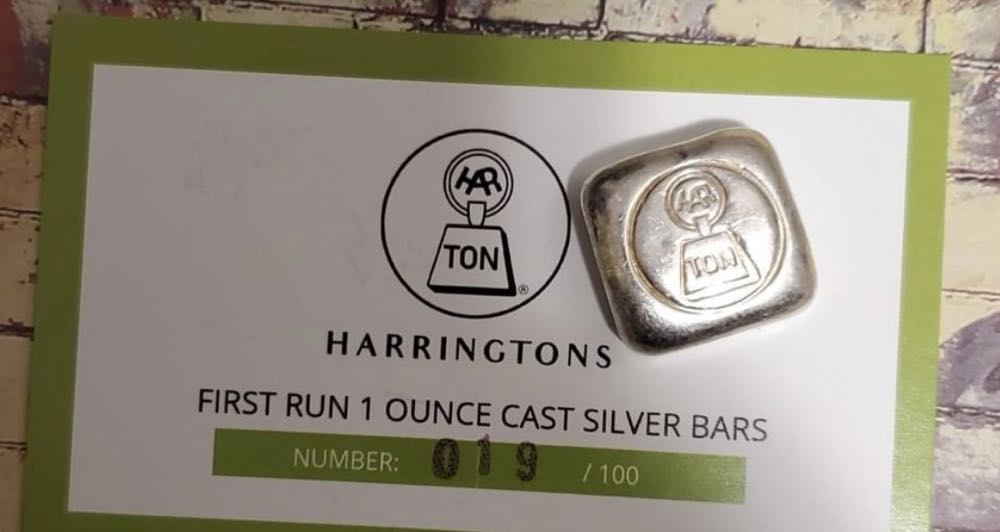 HAR
TON
®
HARRINGTONS
FIRST RUN 1 OUNCE CAST SILVER BARS
NUMBER: 019 / 100
HAR
TON